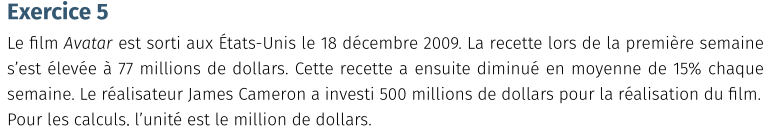 Exercice 5
Le film Avatar est sorti aux États-Unis le 18 décembre 2009. La recette lors de la première semaine
s'est élevée à 77 millions de dollars. Cette recette a ensuite diminué en moyenne de 15% chaque
semaine. Le réalisateur James Cameron a investi 500 millions de dollars pour la réalisation du film.
Pour les calculs, l'unité est le million de dollars.